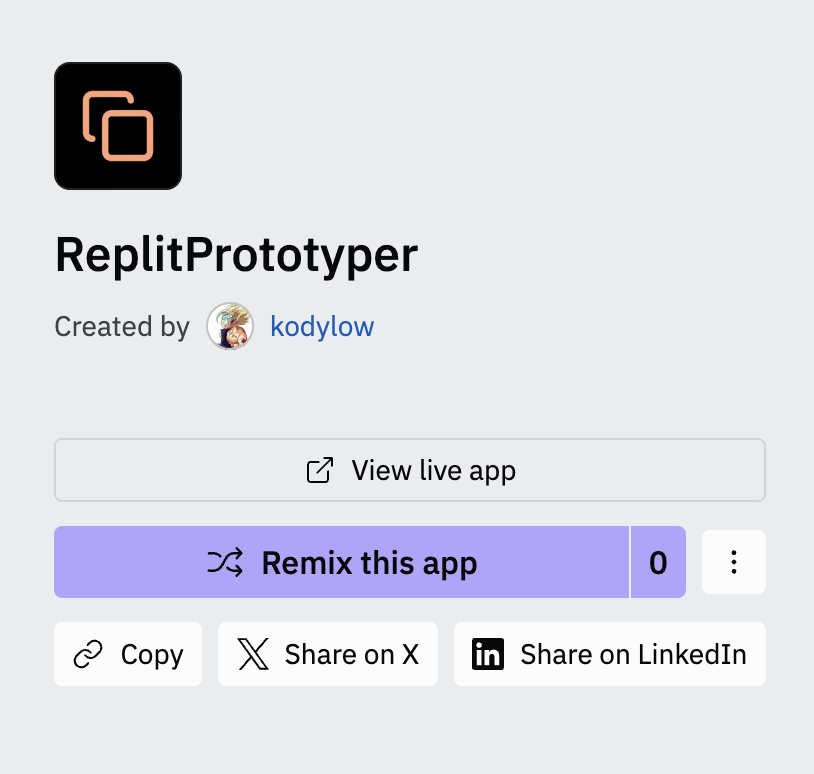 ReplitPrototyper
Created by kodylow
View live app
Remix this app 0
Copy Share on X Share on LinkedIn